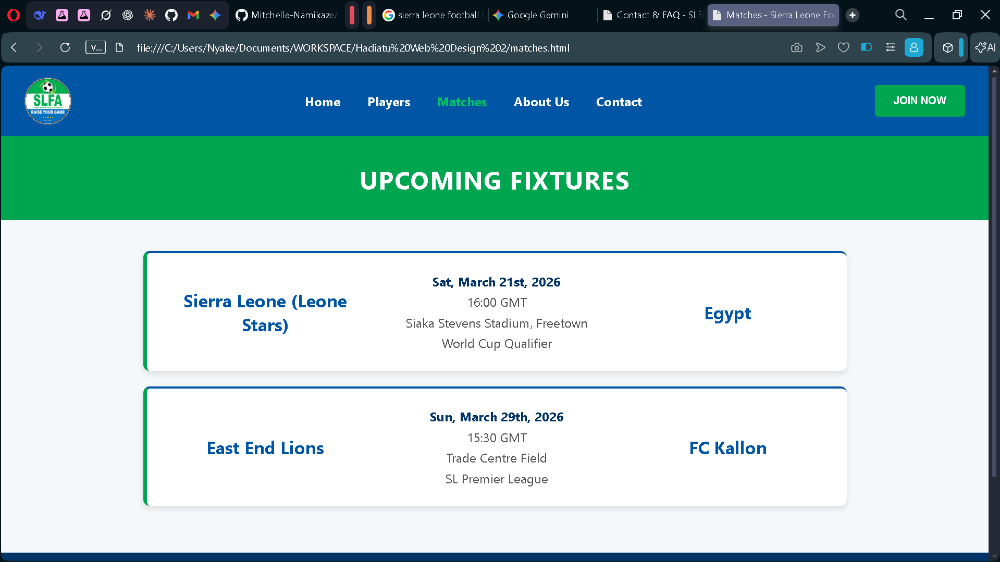 Mitchelle-Namikaze/
sierra leone football
Google Gemini
Contact & FAQ - SLF
Matches - Sierra Leone Fo
v...
file:///C:/Users/Nyake/Documents/WORKSPACE/Hadiatu%20Web%20Design%202/matches.html
AI
SLFA
RAISE YOUR GAME
Home
Players
Matches
About Us
Contact
JOIN NOW
UPCOMING FIXTURES
Sierra Leone (Leone
Stars)
Sat, March 21st, 2026
16:00 GMT
Siaka Stevens Stadium, Freetown
World Cup Qualifier
Egypt
East End Lions
Sun, March 29th, 2026
15:30 GMT
Trade Centre Field
SL Premier League
FC Kallon